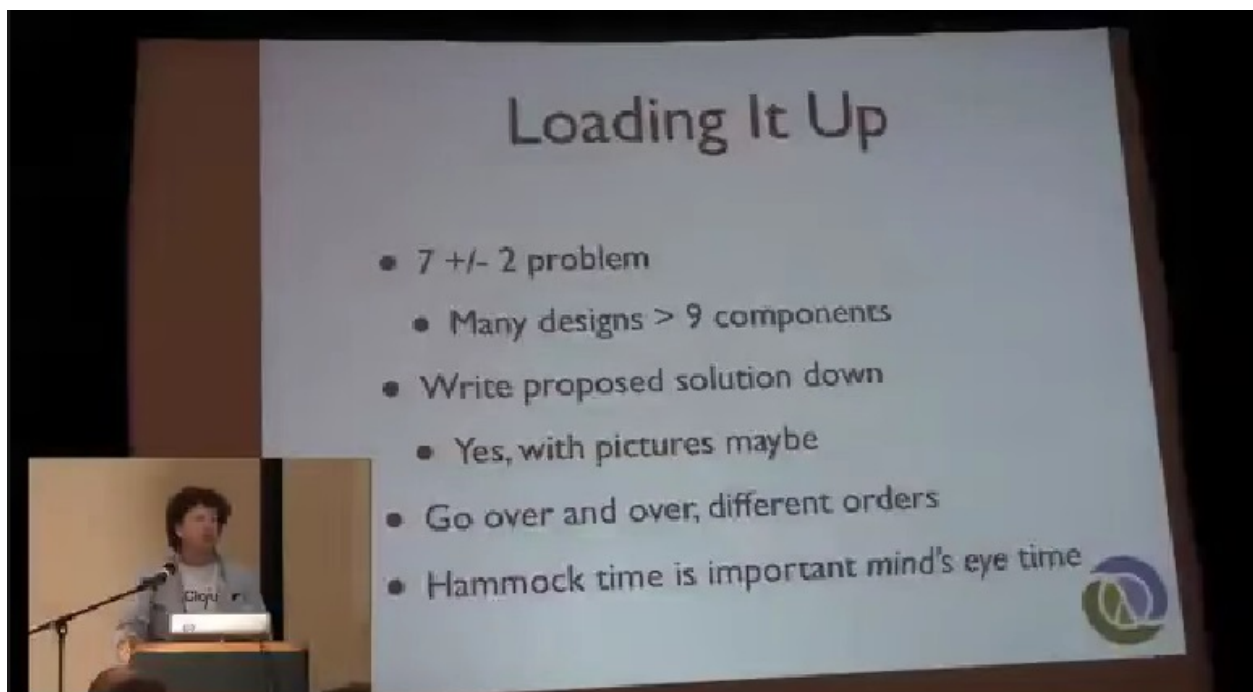 Loading It Up
• 7 +/- 2 problem
• Many designs > 9 components
• Write proposed solution down
• Yes, with pictures maybe
• Go over and over, different orders
• Hammock time is important mind's eye time